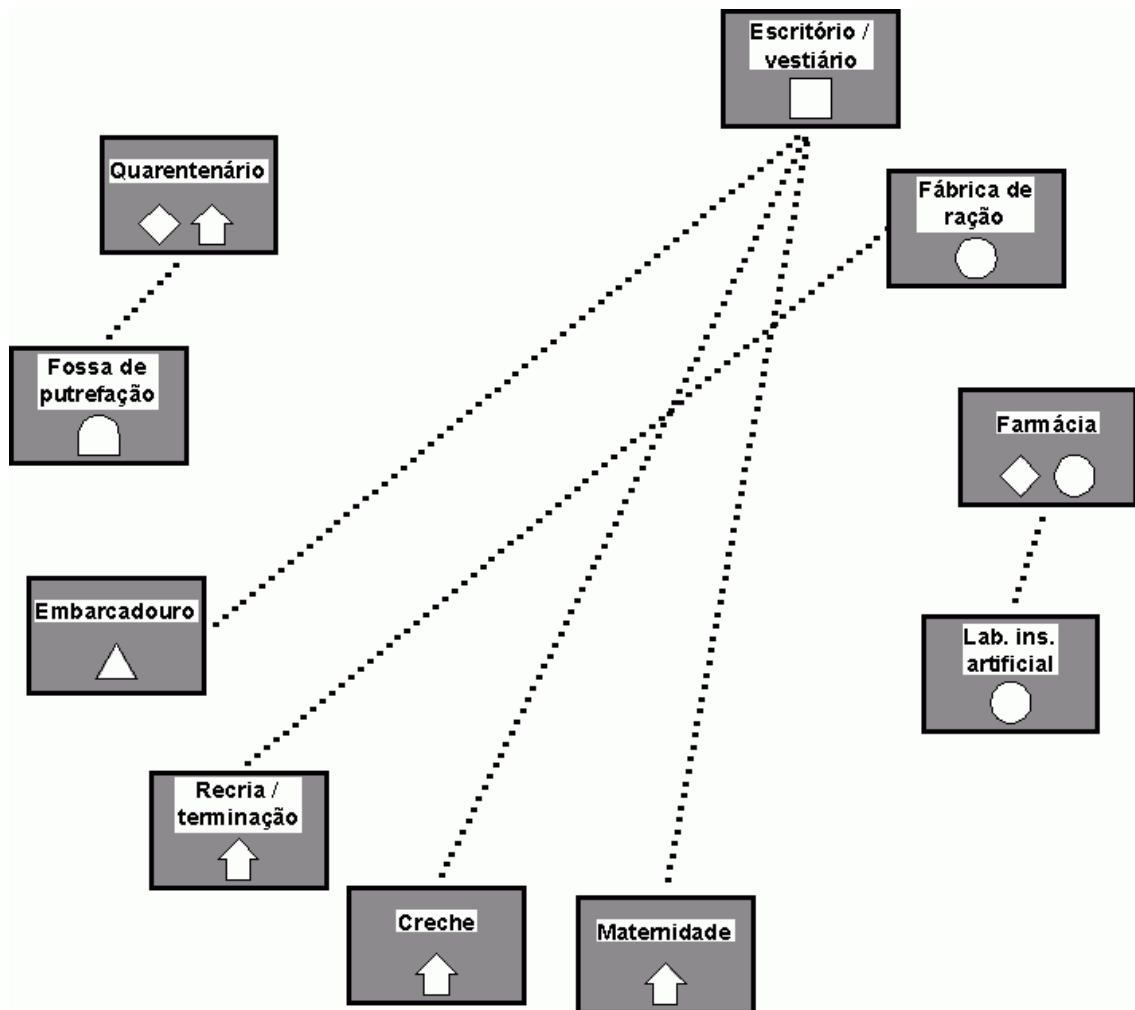 Escritório /
vestiário
Quarentenário
Fábrica de
ração
Fossa de
putrefação
Farmácia
Embarcadouro
Lab. ins.
artificial
Recria /
terminação
Creche
Maternidade